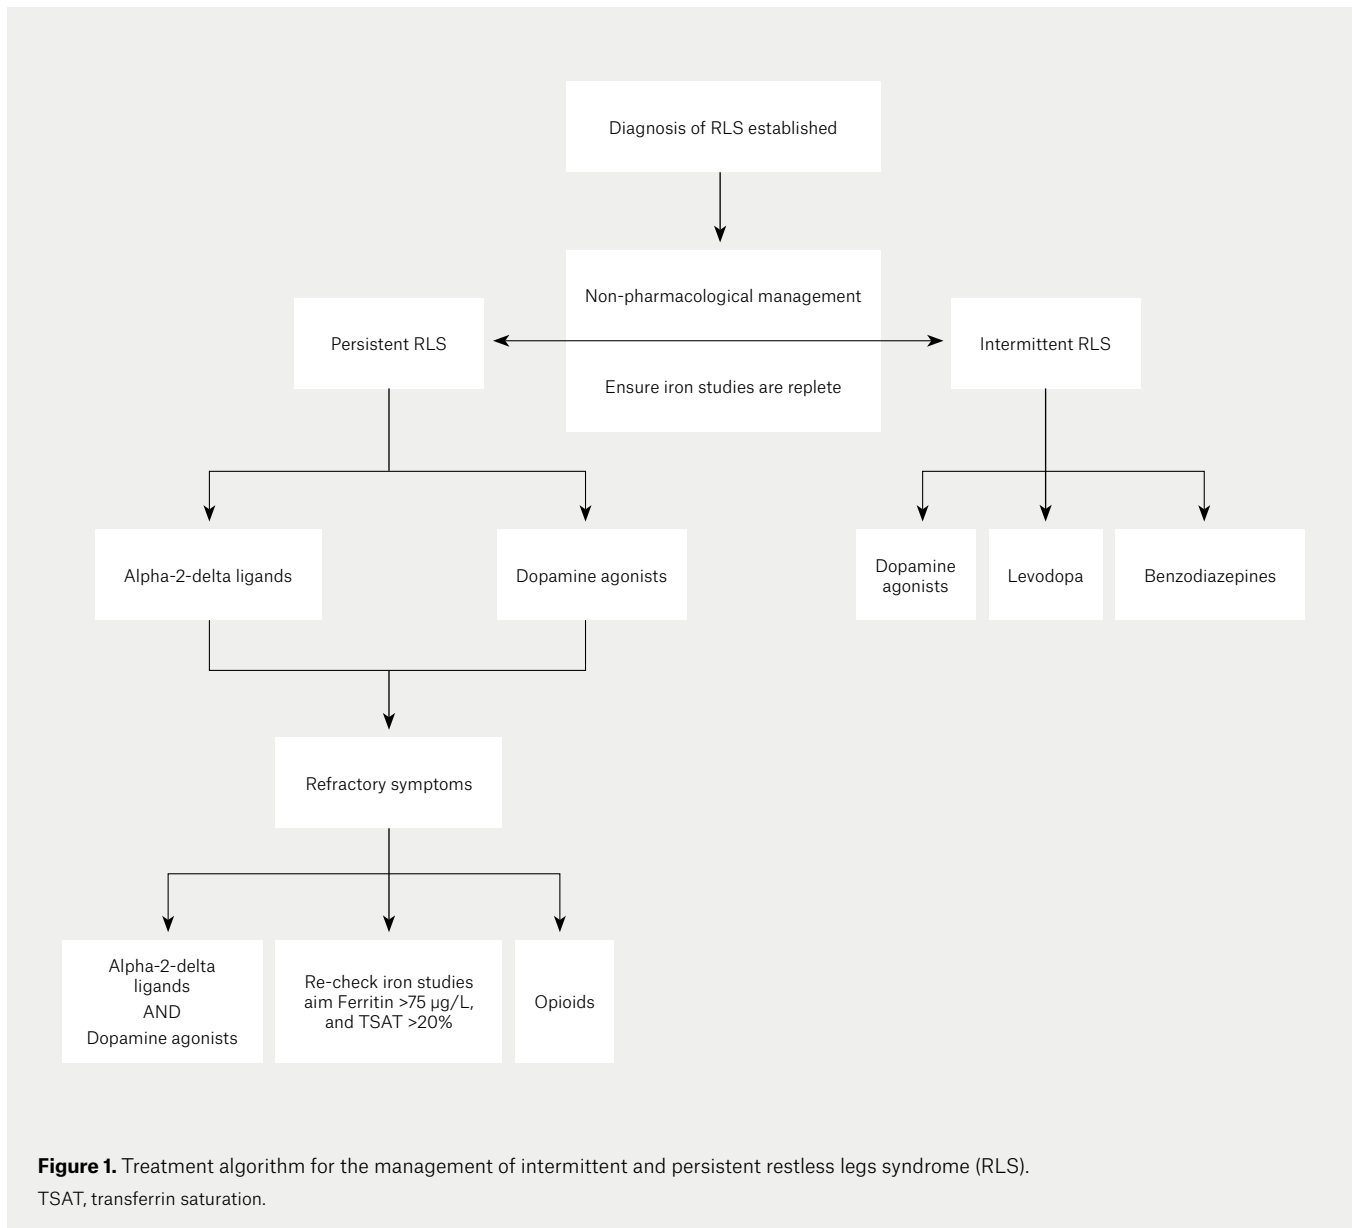 Diagnosis of RLS established
Non-pharmacological management
Ensure iron studies are replete
Persistent RLS
Intermittent RLS
Alpha-2-delta ligands
Dopamine agonists
Dopamine
agonists
Levodopa
Benzodiazepines
Refractory symptoms
Alpha-2-delta
ligands
AND
Dopamine agonists
Re-check iron studies
aim Ferritin >75 µg/L,
and TSAT >20%
Opioids
Figure 1. Treatment algorithm for the management of intermittent and persistent restless legs syndrome (RLS).
TSAT, transferrin saturation.